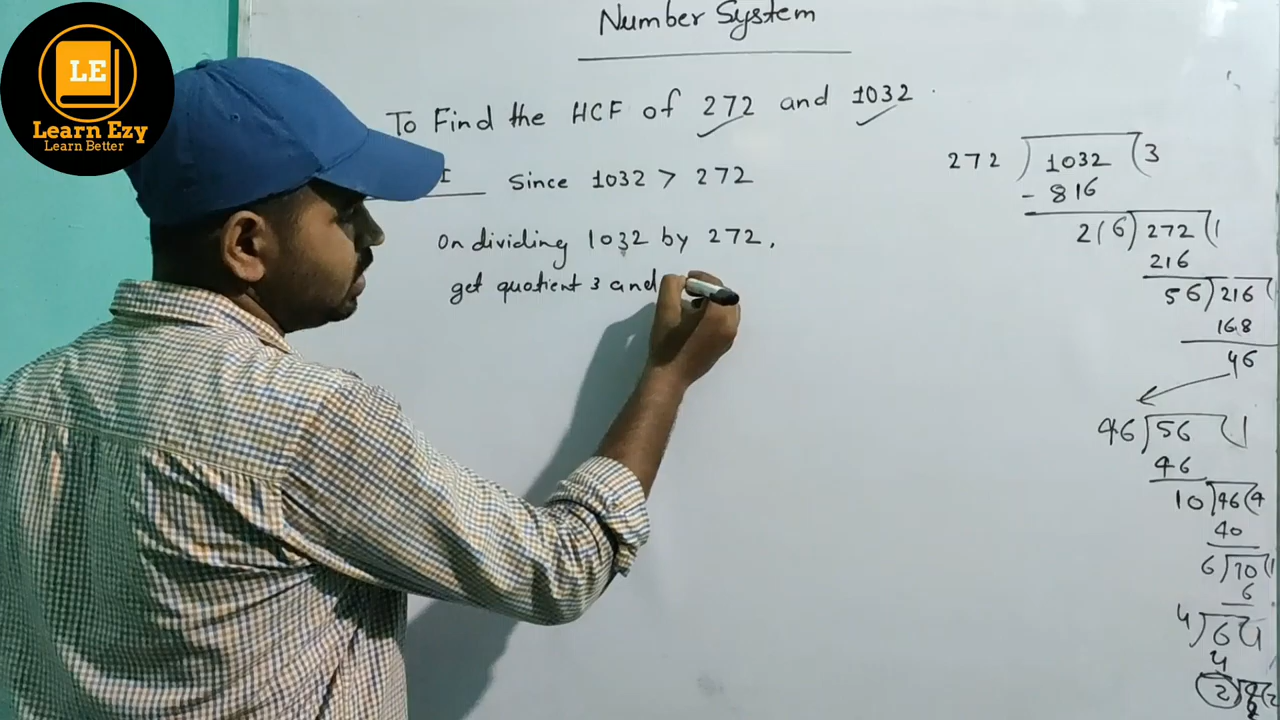 LE
Learn Ezy
Learn Better
Number System
To Find the HCF of 272 and 1032
I Since 1032 > 272
On dividing 1032 by 272,
get quotient 3 and
272 ) 1032 ( 3
- 816
216 ) 272 ( 1
216
56 ) 216 (
168
46
46 ) 56 ( 1
46
10 ) 46 ( 4
40
6 ) 10 ( 1
6
4 ) 6 ( 1
4
2